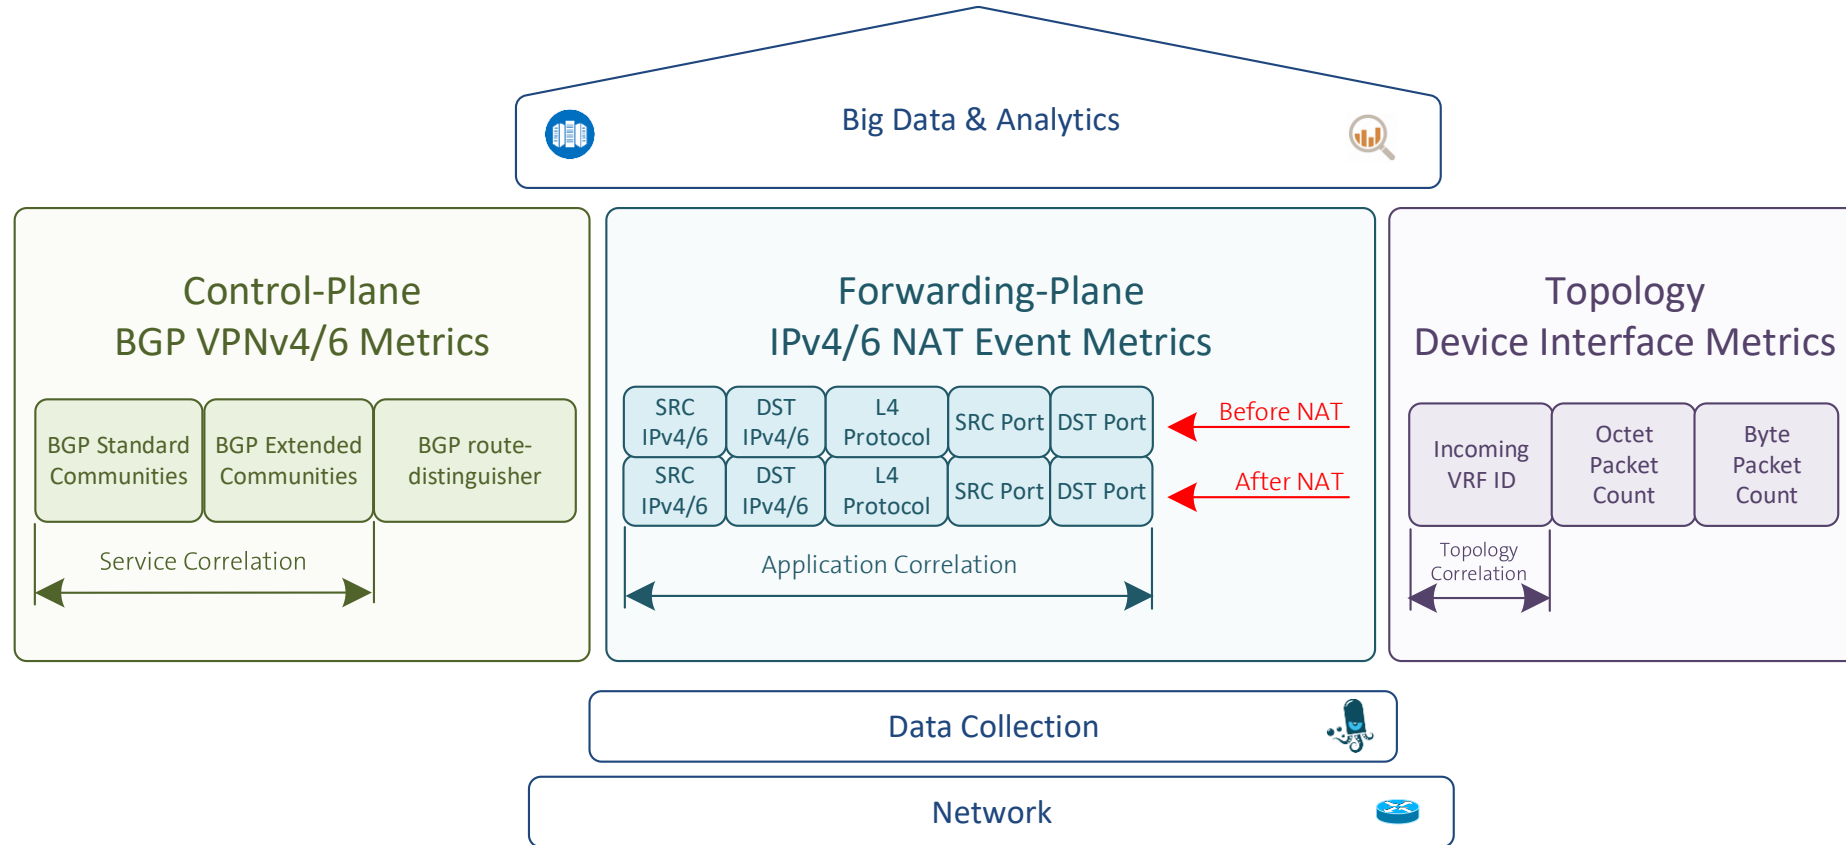 Big Data & Analytics
Control-Plane
BGP VPNv4/6 Metrics
BGP Standard
Communities
BGP Extended
Communities
BGP route-
distinguisher
Service Correlation
Forwarding-Plane
IPv4/6 NAT Event Metrics
SRC
IPv4/6
DST
IPv4/6
L4
Protocol
SRC Port
DST Port
Before NAT
SRC
IPv4/6
DST
IPv4/6
L4
Protocol
SRC Port
DST Port
After NAT
Application Correlation
Topology
Device Interface Metrics
Incoming
VRF ID
Octet
Packet
Count
Byte
Packet
Count
Topology
Correlation
Data Collection
Network